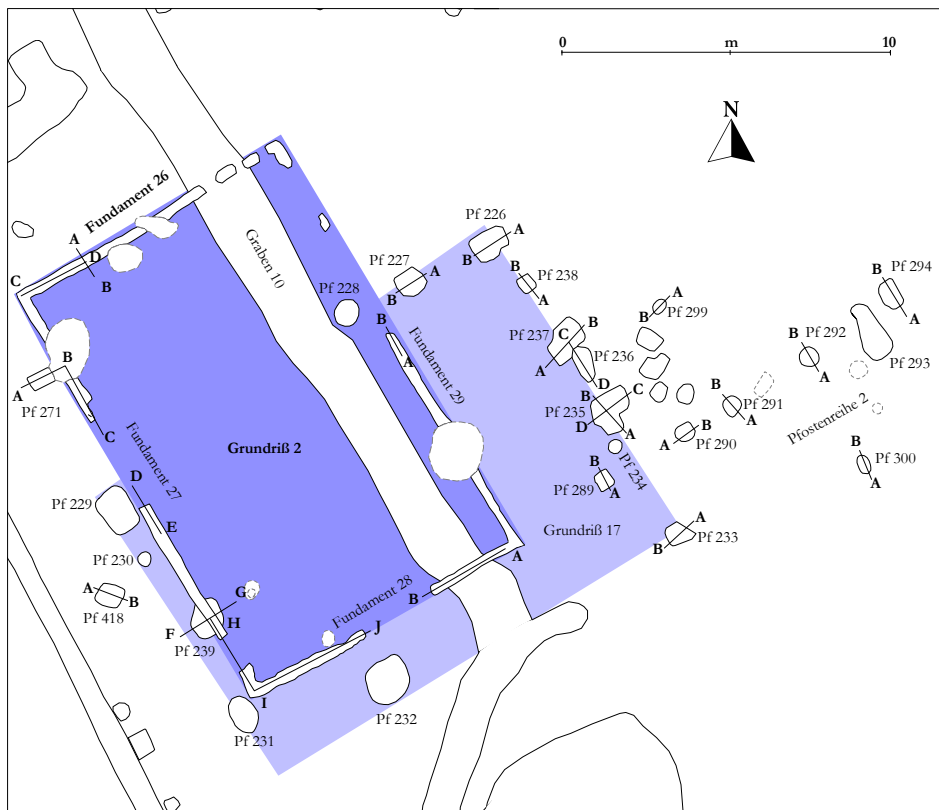 0 m 10
N
Fundament 26
A
D
C
B
Graben 10
Pf 226
A
B
Pf 227
A
B
Pf 238
B
A
Pf 228
B
A
Fundament 29
Pf 237
B
C
A
Pf 236
D
A
B
Pf 299
Pf 294
B
A
Pf 292
B
A
Pf 293
B
A
Pf 271
C
Pf 235
B
C
D
A
B
Pf 291
A
Pfostenreihe 2
B
A
Pf 290
Fundament 27
Grundriß 2
Pf 234
B
Pf 300
A
B
Pf 289
A
D
E
Pf 229
Grundriß 17
A
B
Pf 233
Pf 230
A
B
Pf 418
A
B
Fundament 28
G
H
F
Pf 239
J
I
Pf 231
Pf 232